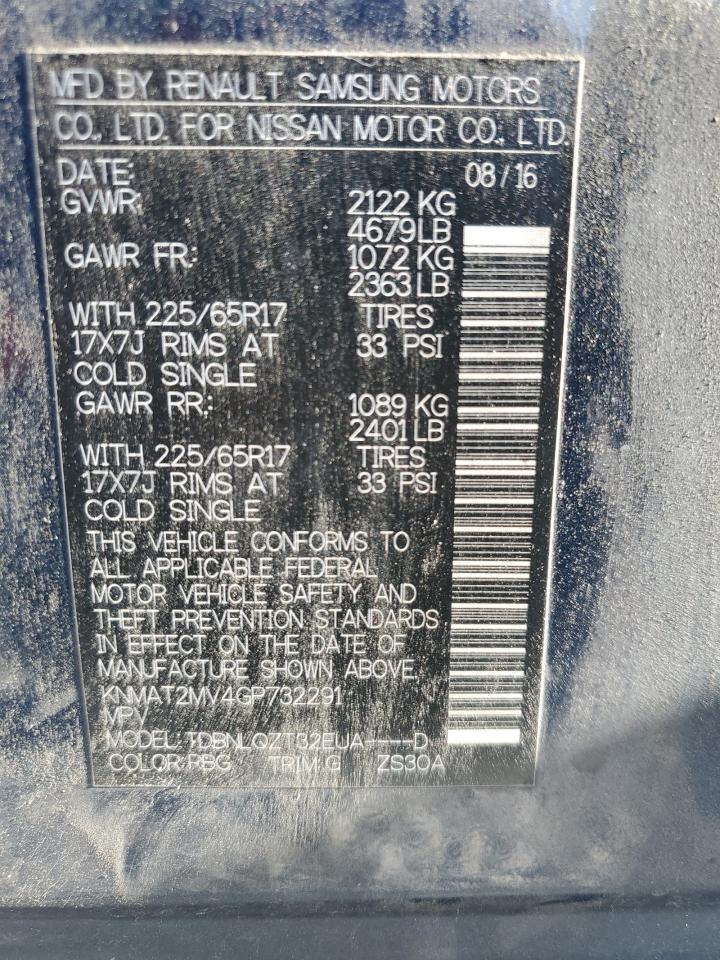 MFD BY RENAULT SAMSUNG MOTORS
CO., LTD. FOR NISSAN MOTOR CO., LTD.
DATE: 08/16
GVWR: 2122 KG
4679 LB
GAWR FR: 1072 KG
2363 LB
WITH 225/65R17 TIRES
17X7J RIMS AT 33 PSI
COLD SINGLE
GAWR RR: 1089 KG
2401 LB
WITH 225/65R17 TIRES
17X7J RIMS AT 33 PSI
COLD SINGLE
THIS VEHICLE CONFORMS TO
ALL APPLICABLE FEDERAL
MOTOR VEHICLE SAFETY AND
THEFT PREVENTION STANDARDS
IN EFFECT ON THE DATE OF
MANUFACTURE SHOWN ABOVE.
KNMAT2MV4GP732291
MPV
MODEL: TDBNLQZT32EUA----D
COLOR: RBG TRIM: G ZS30A